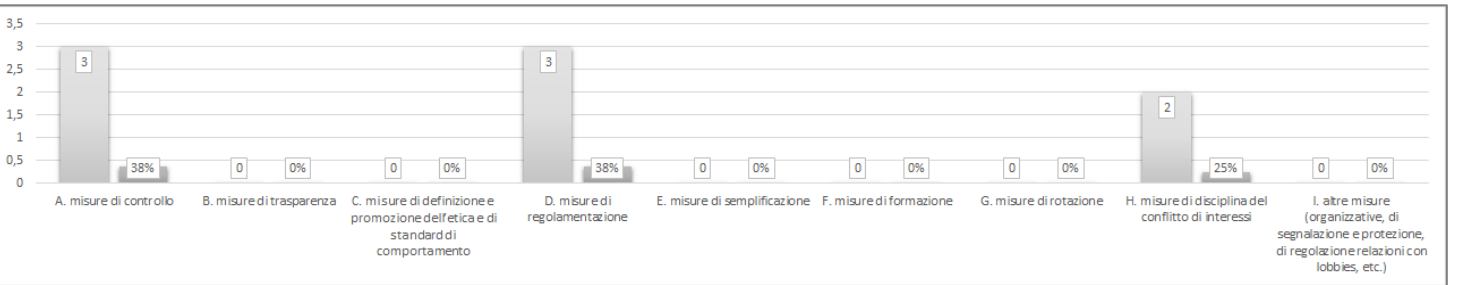 3,5
3
2,5
2
1,5
1
0,5
0
3
38%
0
0%
0
0%
3
38%
0
0%
0
0%
0
0%
2
25%
0
0%
A. misure di controllo
B. misure di trasparenza
C. misure di definizione e
promozione dell'etica e di
standard di
comportamento
D. misure di
regolamentazione
E. misure di semplificazione
F. misure di formazione
G. misure di rotazione
H. misure di disciplina del
conflitto di interessi
I. altre misure
(organizzative, di
segnalazione e protezione,
di regolazione relazioni con
lobbies, etc.)